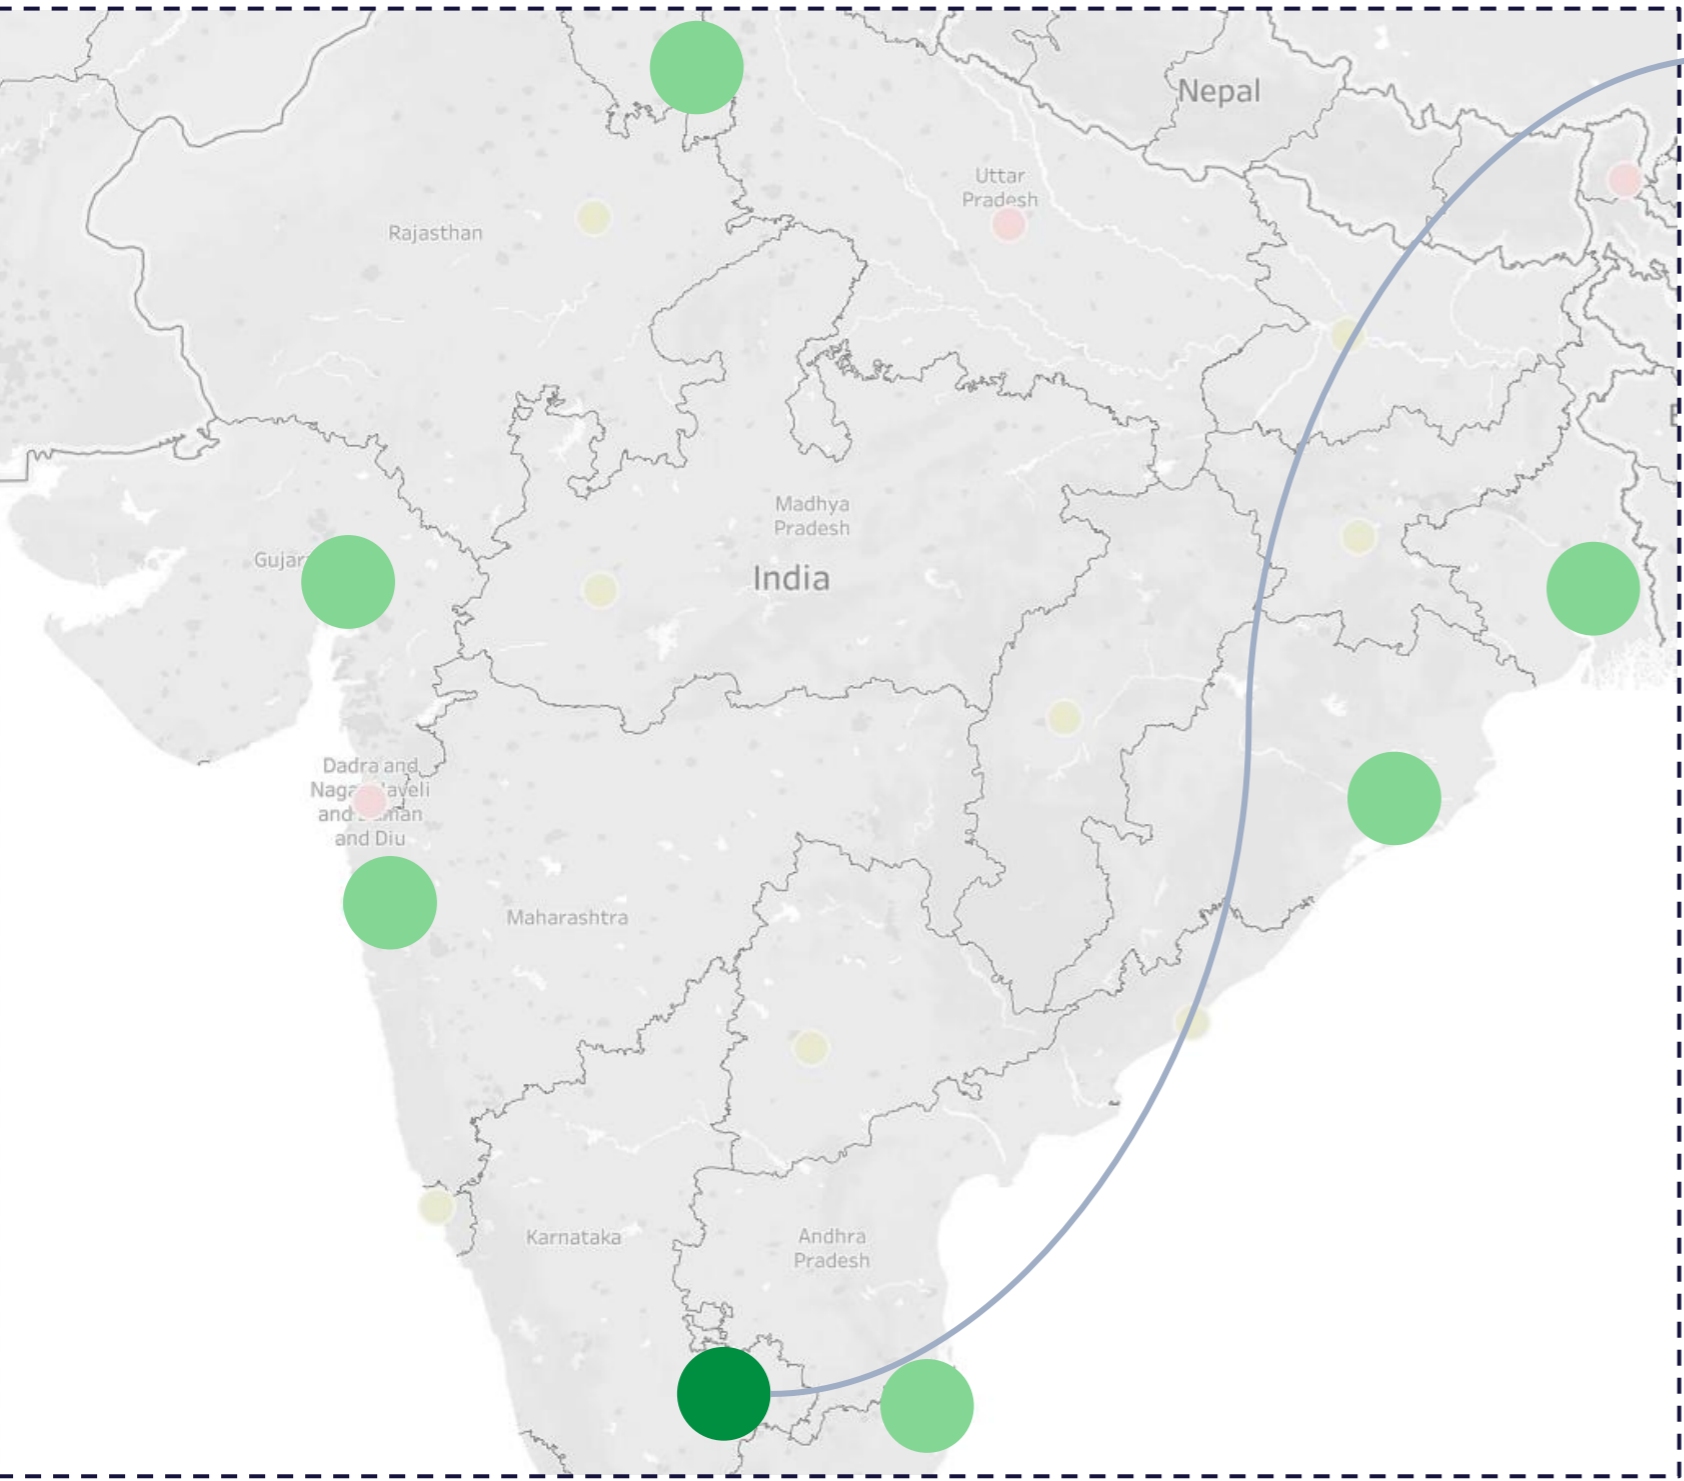 Nepal
Uttar
Pradesh
Rajasthan
Madhya
Pradesh
India
Dadra and
and Diu
Maharashtra
Karnataka
Andhra
Pradesh